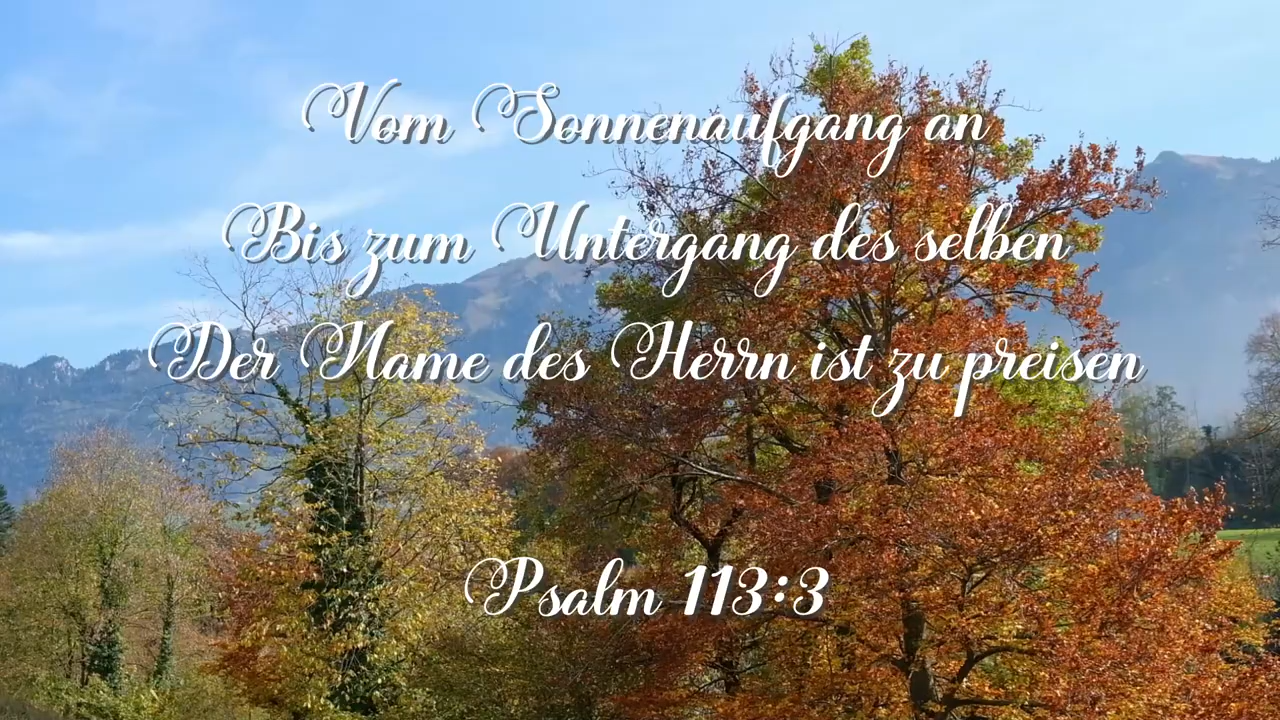 Vom Sonnenaufgang an
Bis zum Untergang des selben
Der Name des Herrn ist zu preisen
Psalm 113:3